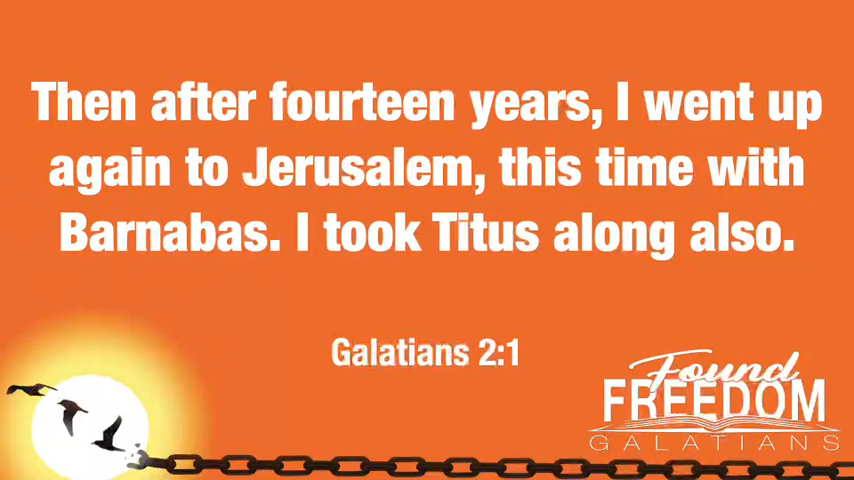 Then after fourteen years, I went up
again to Jerusalem, this time with
Barnabas. I took Titus along also.
Galatians 2:1
Found
FREEDOM
GALATIANS